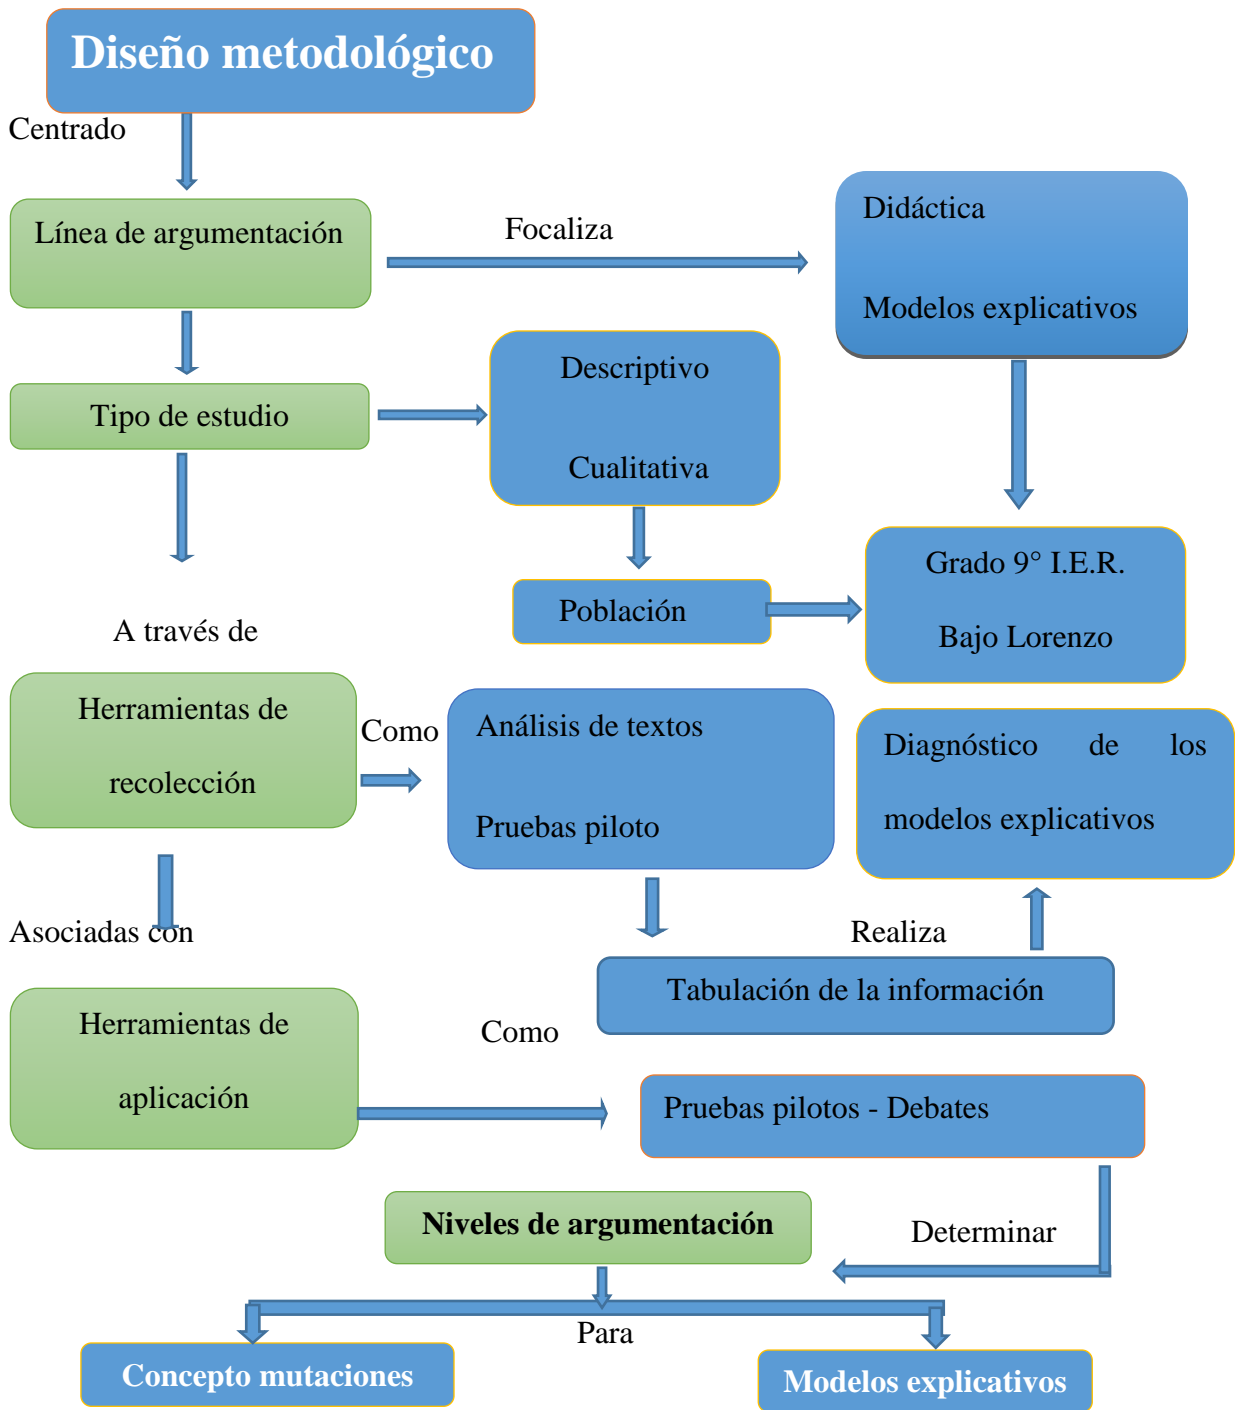 Diseño metodológico
Centrado
Línea de argumentación
Focaliza
Didáctica
Modelos explicativos
Tipo de estudio
Descriptivo
Cualitativa
Población
Grado 9° I.E.R.
Bajo Lorenzo
A través de
Herramientas de
recolección
Como
Análisis de textos
Pruebas piloto
Diagnóstico de los
modelos explicativos
Asociadas con
Realiza
Tabulación de la información
Herramientas de
aplicación
Como
Pruebas pilotos - Debates
Niveles de argumentación
Determinar
Para
Concepto mutaciones
Modelos explicativos